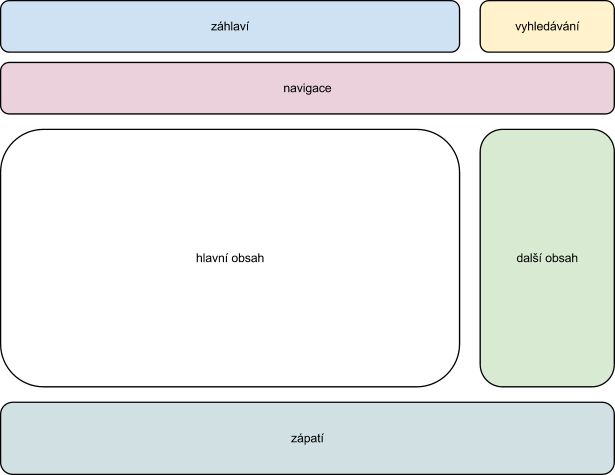 záhlaví
vyhledávání
navigace
hlavní obsah
další obsah
zápatí